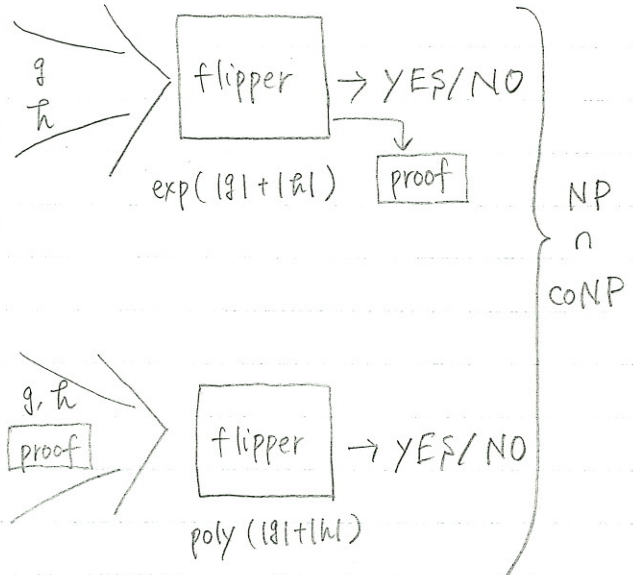 g
h
flipper
→ YES/NO
exp(|g|+|h|)
proof
NP
∩
coNP
g, h
proof
flipper
→ YES/NO
poly (|g|+|h|)